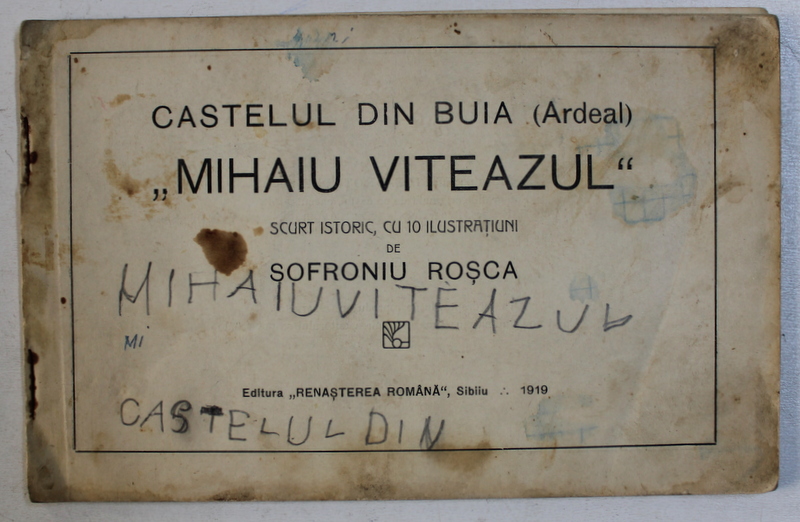 CASTELUL DIN BUIA (Ardeal)
„MIHAIU VITEAZUL“
SCURT ISTORIC, CU 10 ILUSTRAȚIUNI
DE
SOFRONIU ROȘCA
MIHAIUVITEAZUL
MI
Editura „RENAȘTEREA ROMÂNĂ“, Sibiiu ∴ 1919
CASTELUL DIN